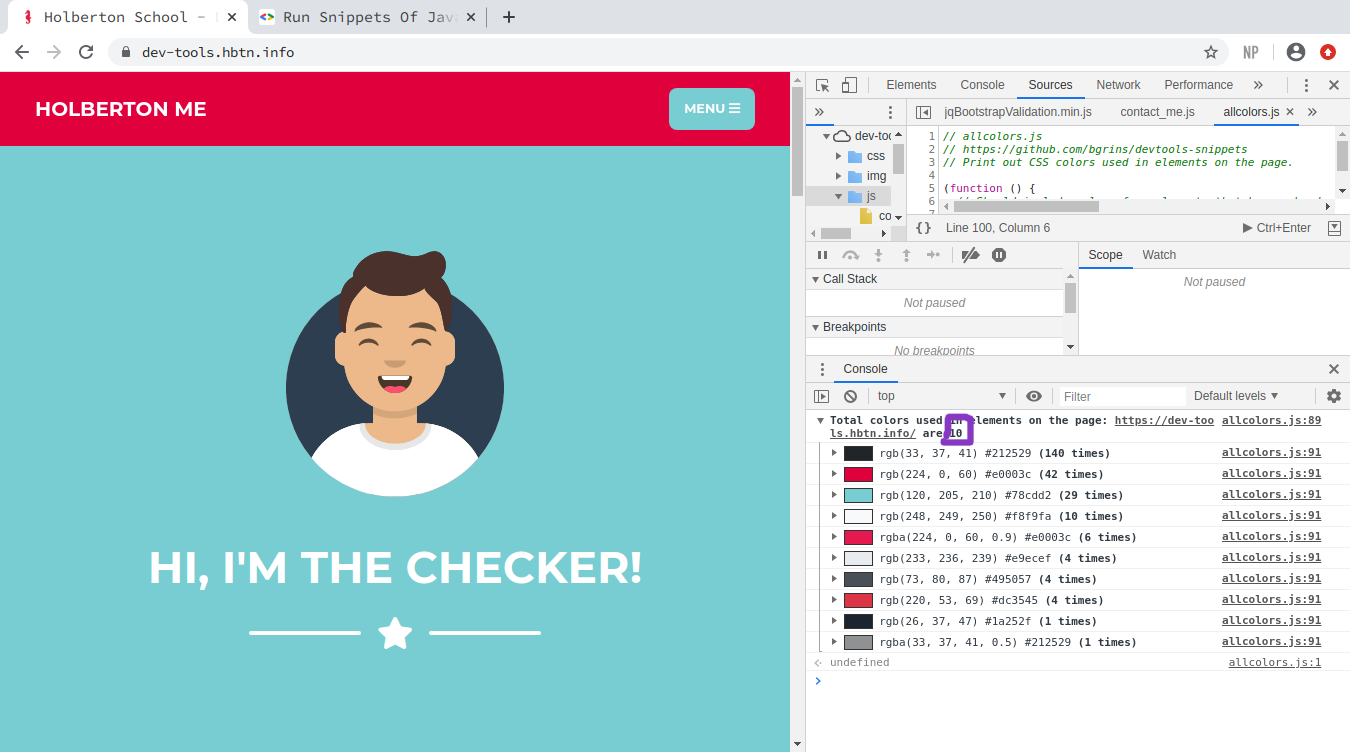 Holberton School –
Run Snippets Of Jav
dev-tools.hbtn.info
NP
HOLBERTON ME
MENU
HI, I'M THE CHECKER!
Elements Console Sources Network Performance
jqBootstrapValidation.min.js contact_me.js allcolors.js
dev-too
css
img
js
co
1 // allcolors.js
2 // https://github.com/bgrins/devtools-snippets
3 // Print out CSS colors used in elements on the page.
4
5 (function () {
6
7
{} Line 100, Column 6 Ctrl+Enter
Call Stack
Not paused
Breakpoints
No breakpoints
Scope Watch
Not paused
Console
top Filter Default levels
Total colors used in elements on the page: https://dev-too allcolors.js:89
ls.hbtn.info/ are 10
rgb(33, 37, 41) #212529 (140 times) allcolors.js:91
rgb(224, 0, 60) #e0003c (42 times) allcolors.js:91
rgb(120, 205, 210) #78cdd2 (29 times) allcolors.js:91
rgb(248, 249, 250) #f8f9fa (10 times) allcolors.js:91
rgba(224, 0, 60, 0.9) #e0003c (6 times) allcolors.js:91
rgb(233, 236, 239) #e9ecef (4 times) allcolors.js:91
rgb(73, 80, 87) #495057 (4 times) allcolors.js:91
rgb(220, 53, 69) #dc3545 (4 times) allcolors.js:91
rgb(26, 37, 47) #1a252f (1 times) allcolors.js:91
rgba(33, 37, 41, 0.5) #212529 (1 times) allcolors.js:91
undefined allcolors.js:1